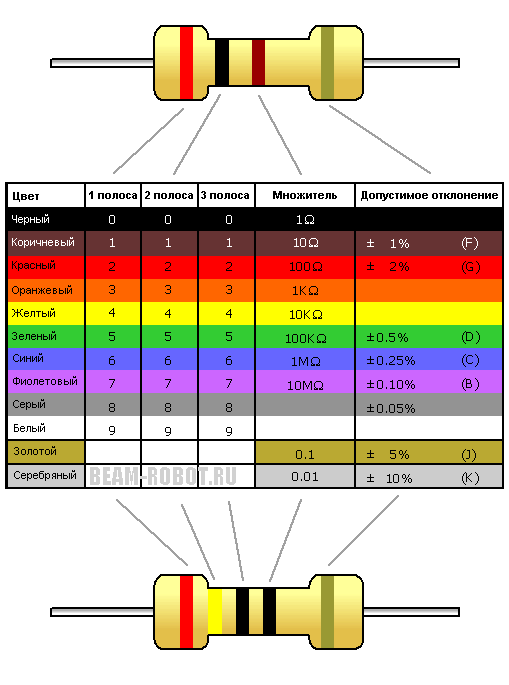 Цвет 1 полоса 2 полоса 3 полоса Множитель Допустимое отклонение
Черный 0 0 0 1Ω
Коричневый 1 1 1 10Ω ± 1% (F)
Красный 2 2 2 100Ω ± 2% (G)
Оранжевый 3 3 3 1KΩ
Желтый 4 4 4 10KΩ
Зеленый 5 5 5 100KΩ ±0.5% (D)
Синий 6 6 6 1MΩ ±0.25% (C)
Фиолетовый 7 7 7 10MΩ ±0.10% (B)
Серый 8 8 8 ±0.05%
Белый 9 9 9
Золотой 0.1 ± 5% (J)
Серебряный BEAM-ROBOT.RU 0.01 ± 10% (K)